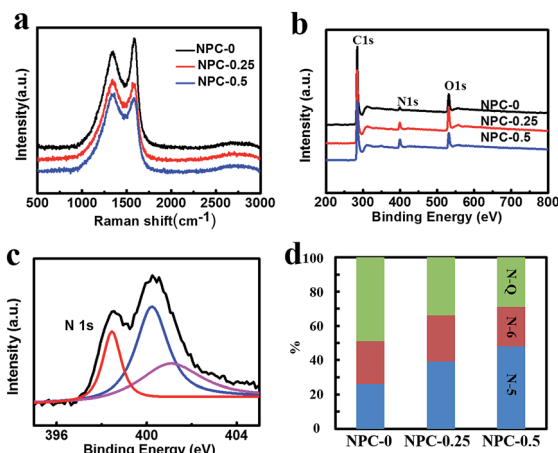 a
Intensity(a.u.)
NPC-0
NPC-0.25
NPC-0.5
500 1000 1500 2000 2500 3000
Raman shift(cm-1)
b
Intensity(a.u.)
C1s
N1s
O1s
NPC-0
NPC-0.25
NPC-0.5
200 300 400 500 600 700 800
Binding Energy (eV)
c
Intensity (a.u.)
N 1s
396 400 404
Binding Energy (eV)
d
%
100
80
60
40
20
0
N-Q
N-6
N-5
NPC-0 NPC-0.25 NPC-0.5